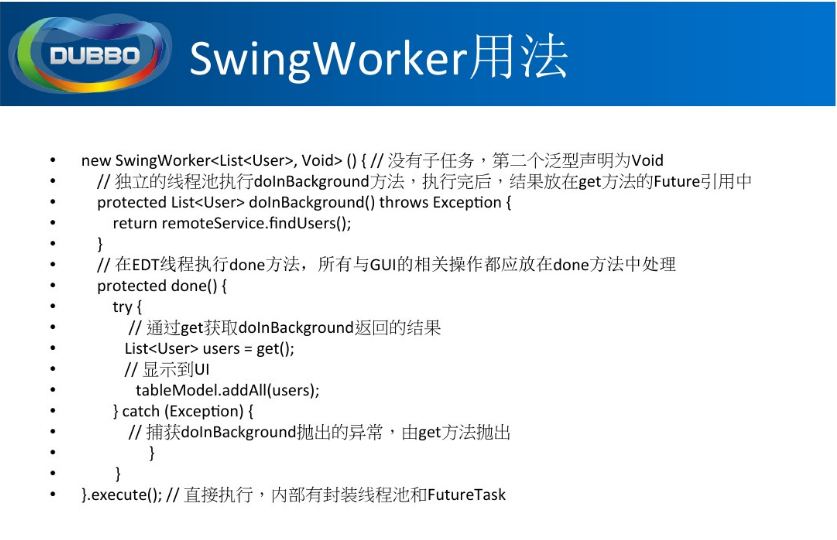 DUBBO
SwingWorker用法
• new SwingWorker<List<User>, Void> () { // 没有子任务，第二个泛型声明为Void
• // 独立的线程池执行doInBackground方法，执行完后，结果放在get方法的Future引用中
• protected List<User> doInBackground() throws Exception {
• return remoteService.findUsers();
• }
• // 在EDT线程执行done方法，所有与GUI的相关操作都应放在done方法中处理
• protected done() {
• try {
• // 通过get获取doInBackground返回的结果
• List<User> users = get();
• // 显示到UI
• tableModel.addAll(users);
• } catch (Exception) {
• // 捕获doInBackground抛出的异常，由get方法抛出
• }
• }
• }.execute(); // 直接执行，内部有封装线程池和FutureTask